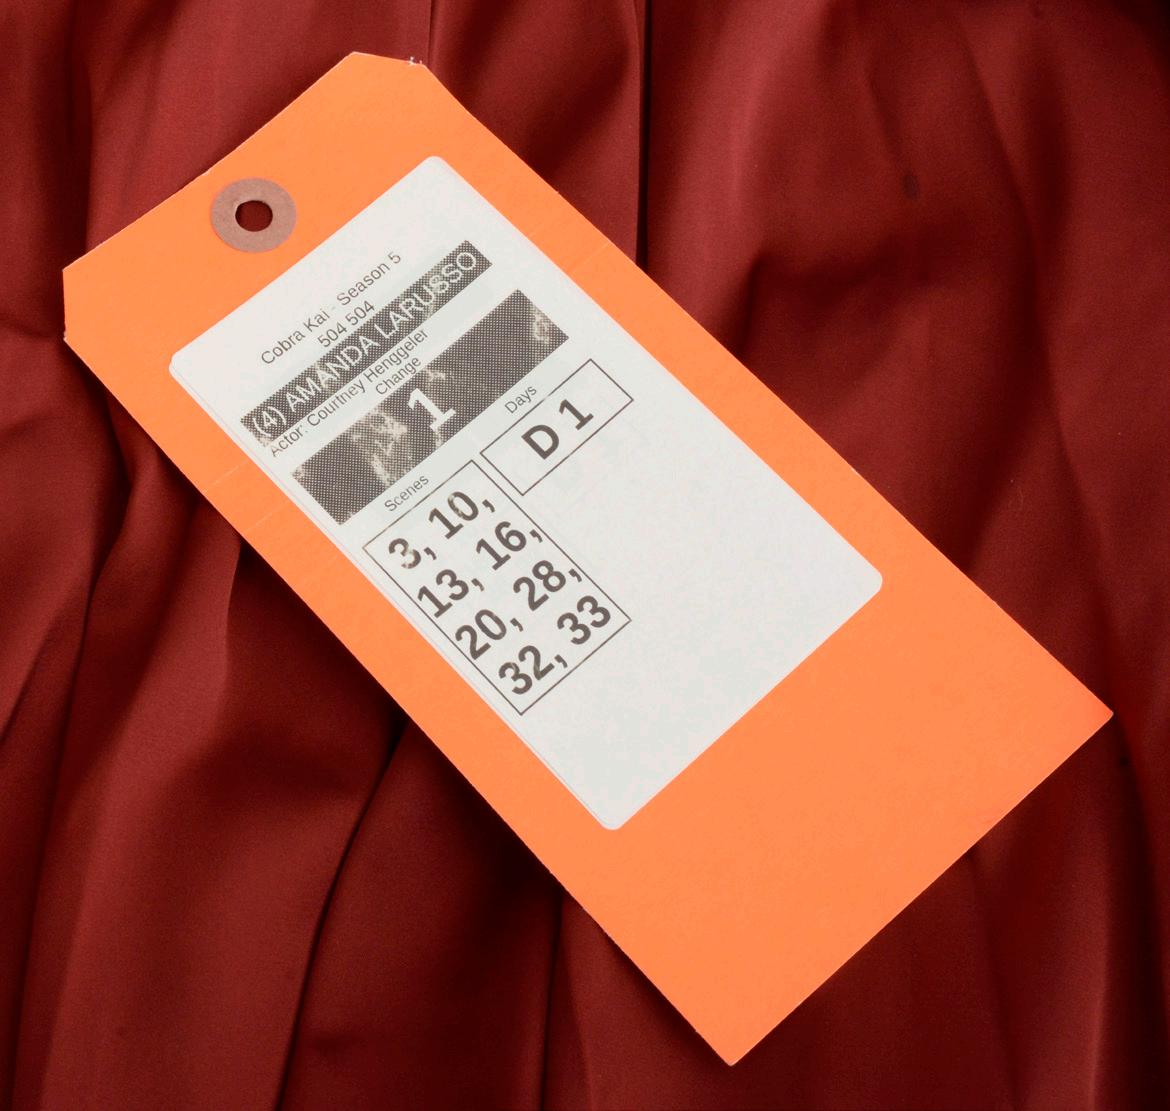 Cobra Kai - Season 5
504 504
(4) AMANDA LARUSSO
Actor: Courtney Henggeler
Change
1
Scenes
3, 10,
13, 16,
20, 28,
32, 33
Days
D 1